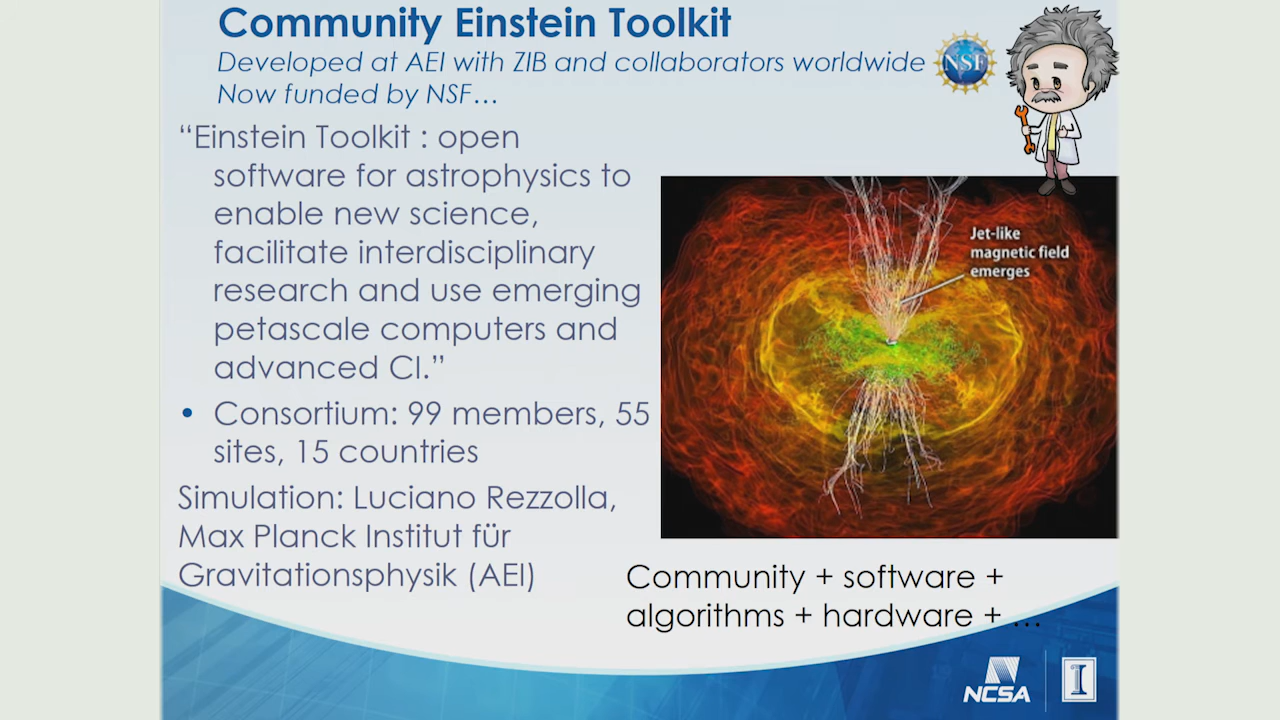 Community Einstein Toolkit
Developed at AEI with ZIB and collaborators worldwide
Now funded by NSF…
NSF
“Einstein Toolkit : open
software for astrophysics to
enable new science,
facilitate interdisciplinary
research and use emerging
petascale computers and
advanced CI.”
• Consortium: 99 members, 55
sites, 15 countries
Simulation: Luciano Rezzolla,
Max Planck Institut für
Gravitationsphysik (AEI)
Jet-like
magnetic field
emerges
Community + software +
algorithms + hardware + …
NCSA
I